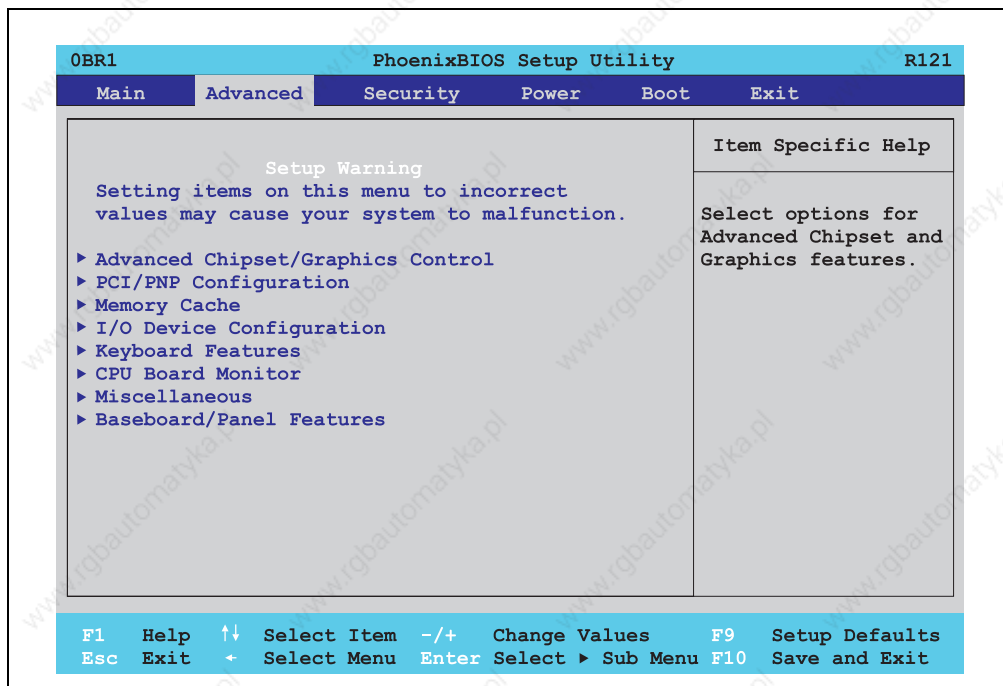 0BR1 PhoenixBIOS Setup Utility R121
Main Advanced Security Power Boot Exit
Setup Warning
Setting items on this menu to incorrect
values may cause your system to malfunction.
▶ Advanced Chipset/Graphics Control
▶ PCI/PNP Configuration
▶ Memory Cache
▶ I/O Device Configuration
▶ Keyboard Features
▶ CPU Board Monitor
▶ Miscellaneous
▶ Baseboard/Panel Features
Item Specific Help
Select options for
Advanced Chipset and
Graphics features.
F1 Help ↑↓ Select Item -/+ Change Values F9 Setup Defaults
Esc Exit ← Select Menu Enter Select ▶ Sub Menu F10 Save and Exit
www.rgbautomatyka.pl